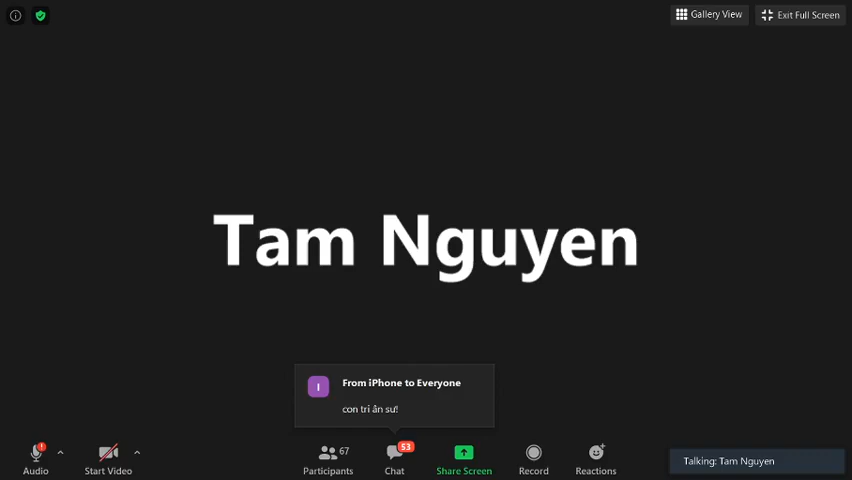 Gallery View
Exit Full Screen
Tam Nguyen
I
From iPhone to Everyone
con tri ân sư!
Audio
Start Video
67
Participants
53
Chat
Share Screen
Record
Reactions
Talking: Tam Nguyen